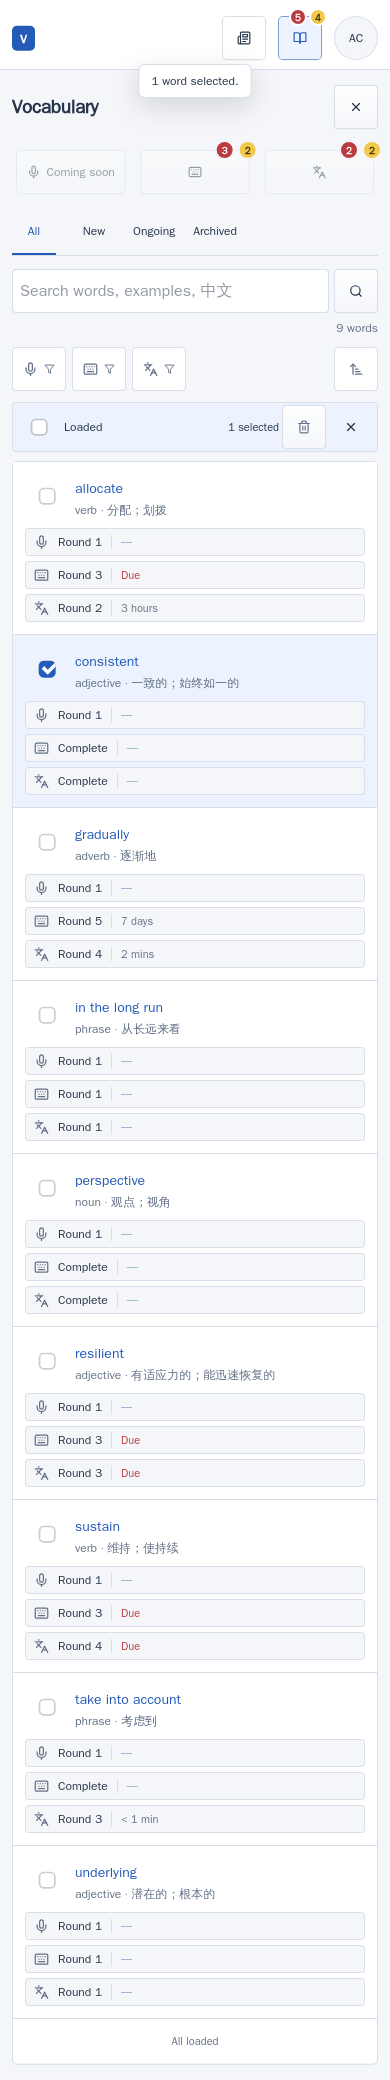 V
5 4
AC
1 word selected.
Vocabulary
Coming soon
3 2
2 2
All New Ongoing Archived
Search words, examples, 中文
9 words
Loaded 1 selected
allocate
verb · 分配；划拨
Round 1 —
Round 3 Due
Round 2 3 hours
consistent
adjective · 一致的；始终如一的
Round 1 —
Complete —
Complete —
gradually
adverb · 逐渐地
Round 1 —
Round 5 7 days
Round 4 2 mins
in the long run
phrase · 从长远来看
Round 1 —
Round 1 —
Round 1 —
perspective
noun · 观点；视角
Round 1 —
Complete —
Complete —
resilient
adjective · 有适应力的；能迅速恢复的
Round 1 —
Round 3 Due
Round 3 Due
sustain
verb · 维持；使持续
Round 1 —
Round 3 Due
Round 4 Due
take into account
phrase · 考虑到
Round 1 —
Complete —
Round 3 < 1 min
underlying
adjective · 潜在的；根本的
Round 1 —
Round 1 —
Round 1 —
All loaded